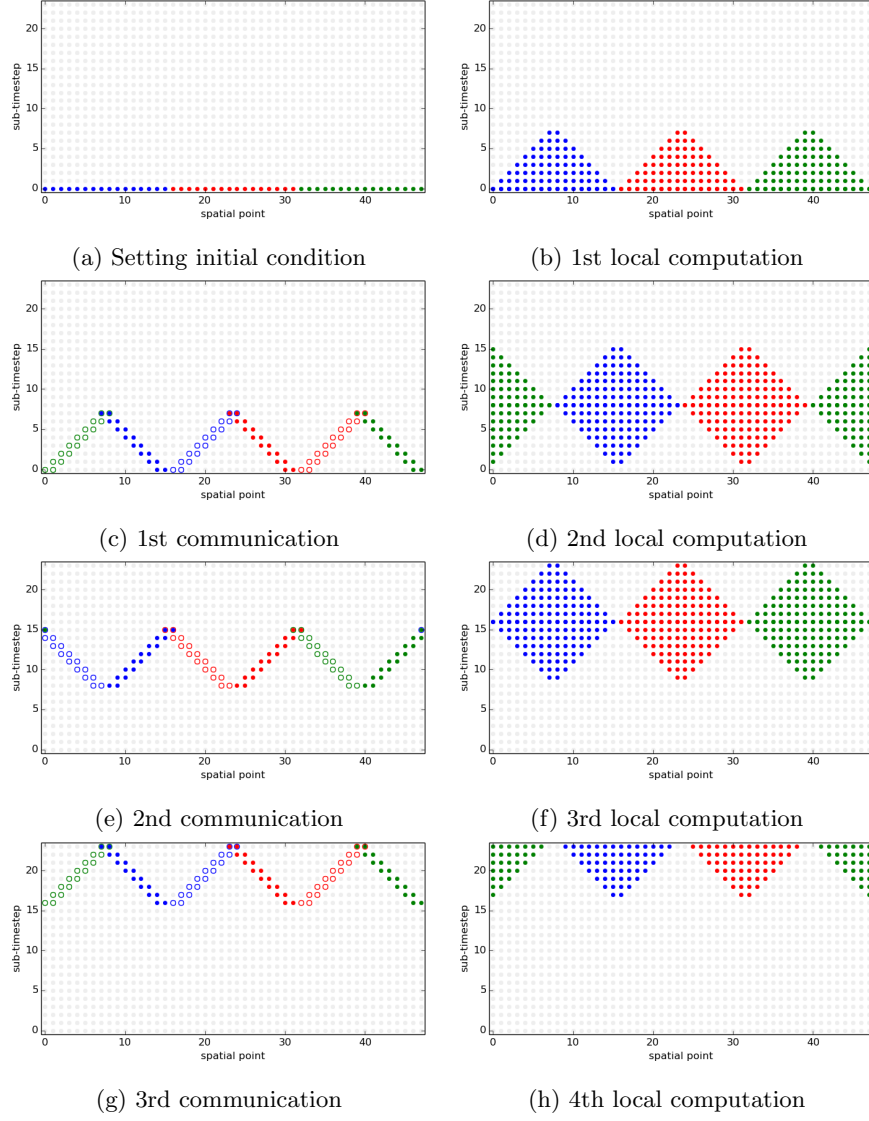 20
15
10
5
0
sub-timestep
0 10 20 30 40
spatial point
(a) Setting initial condition
20
15
10
5
0
sub-timestep
0 10 20 30 40
spatial point
(b) 1st local computation
20
15
10
5
0
sub-timestep
0 10 20 30 40
spatial point
(c) 1st communication
20
15
10
5
0
sub-timestep
0 10 20 30 40
spatial point
(d) 2nd local computation
20
15
10
5
0
sub-timestep
0 10 20 30 40
spatial point
(e) 2nd communication
20
15
10
5
0
sub-timestep
0 10 20 30 40
spatial point
(f) 3rd local computation
20
15
10
5
0
sub-timestep
0 10 20 30 40
spatial point
(g) 3rd communication
20
15
10
5
0
sub-timestep
0 10 20 30 40
spatial point
(h) 4th local computation